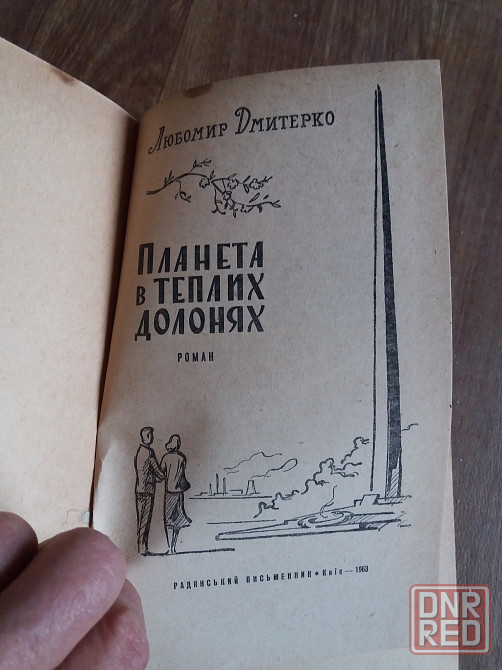 Любомир Дмитерко
Планета
в теплих
долонях
РОМАН
РАДЯНСЬКИЙ ПИСЬМЕННИК • Київ — 1963
DNR
RED